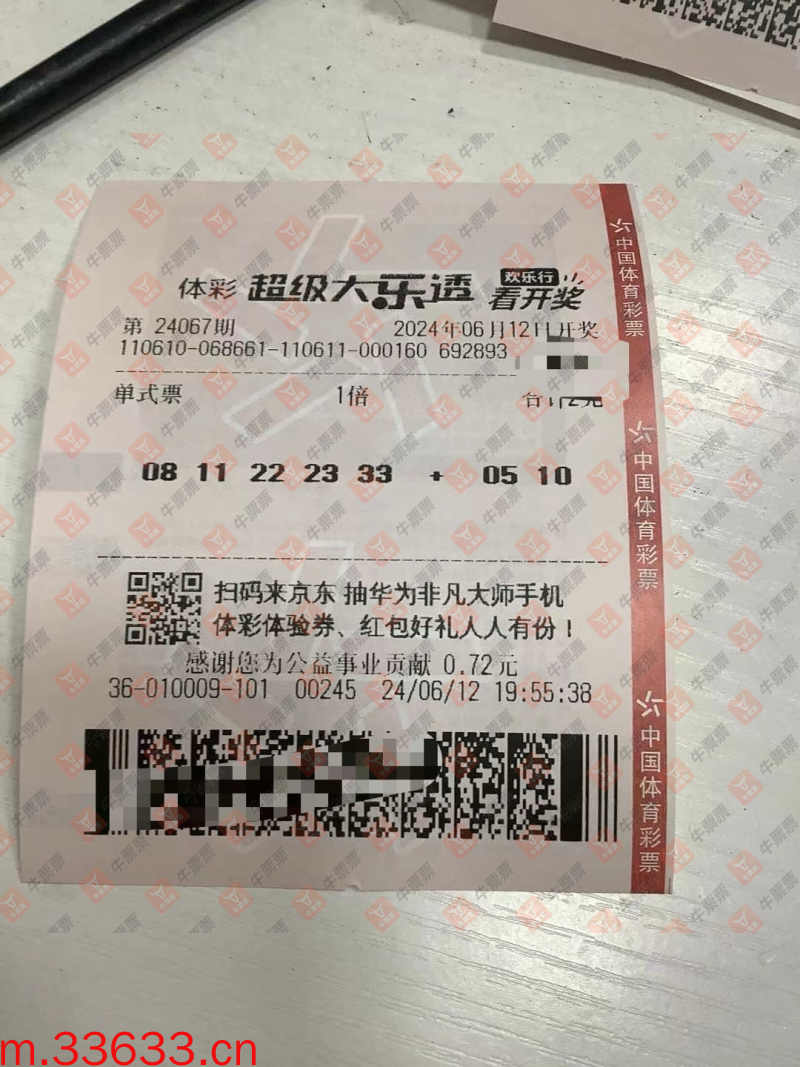 体彩 超级大乐透 欢乐行 看开奖
第 24067期 2024年06月12日开奖
110610-068661-110611-000160 692893
单式票 1倍 合计2元
08 11 22 23 33 + 05 10
扫码来京东 抽华为非凡大师手机
体彩体验券、红包好礼人人有份！
感谢您为公益事业贡献 0.72元
36-010009-101 00245 24/06/12 19:55:38
中国体育彩票
中国体育彩票
中国体育彩票
牛票票
m.33633.cn